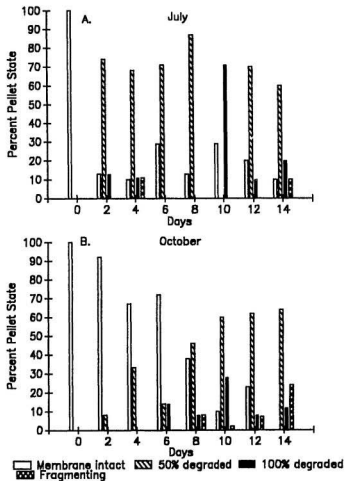 A. July
Percent Pellet State
100
90
80
70
60
50
40
30
20
10
0
0 2 4 6 8 10 12 14
Days
B. October
Percent Pellet State
100
90
80
70
60
50
40
30
20
10
0
0 2 4 6 8 10 12 14
Days
Membrane Intact 50% degraded 100% degraded
Fragmenting